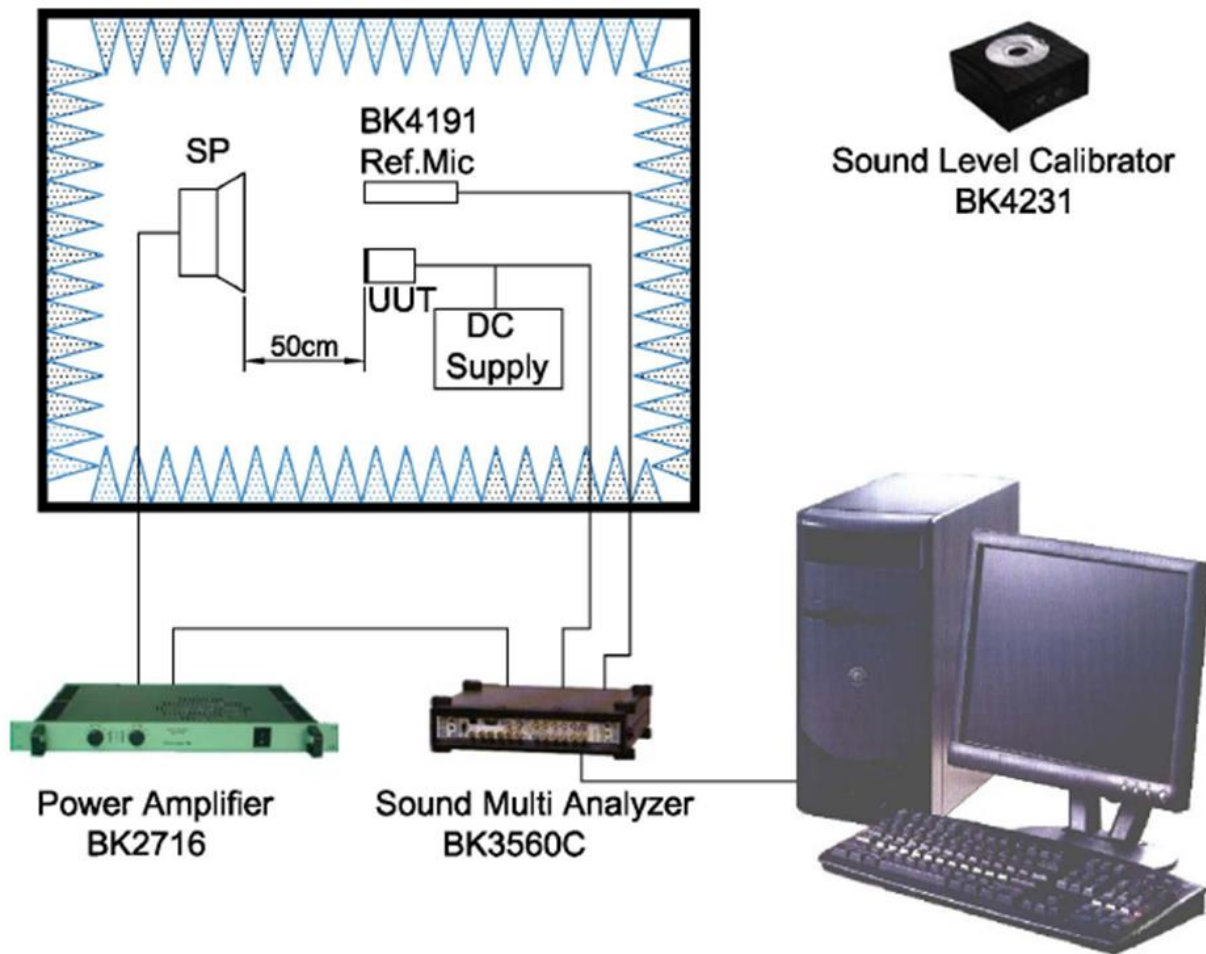 SP
BK4191
Ref.Mic
UUT
50cm
DC
Supply
Sound Level Calibrator
BK4231
Power Amplifier
BK2716
Sound Multi Analyzer
BK3560C